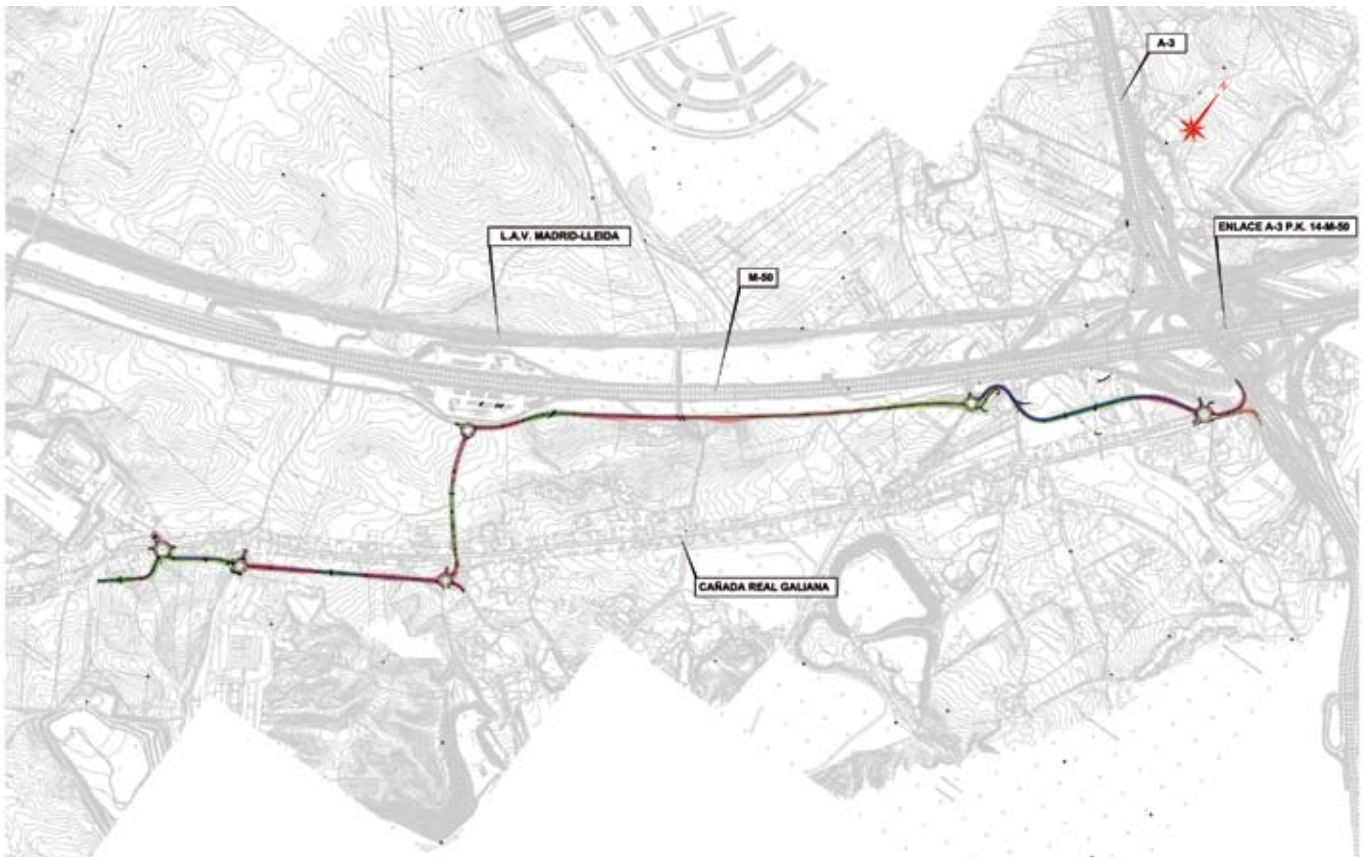 A-3
N
ENLACE A-3 P.K. 14-M-50
L.A.V. MADRID-LLEIDA
M-50
CAÑADA REAL GALIANA